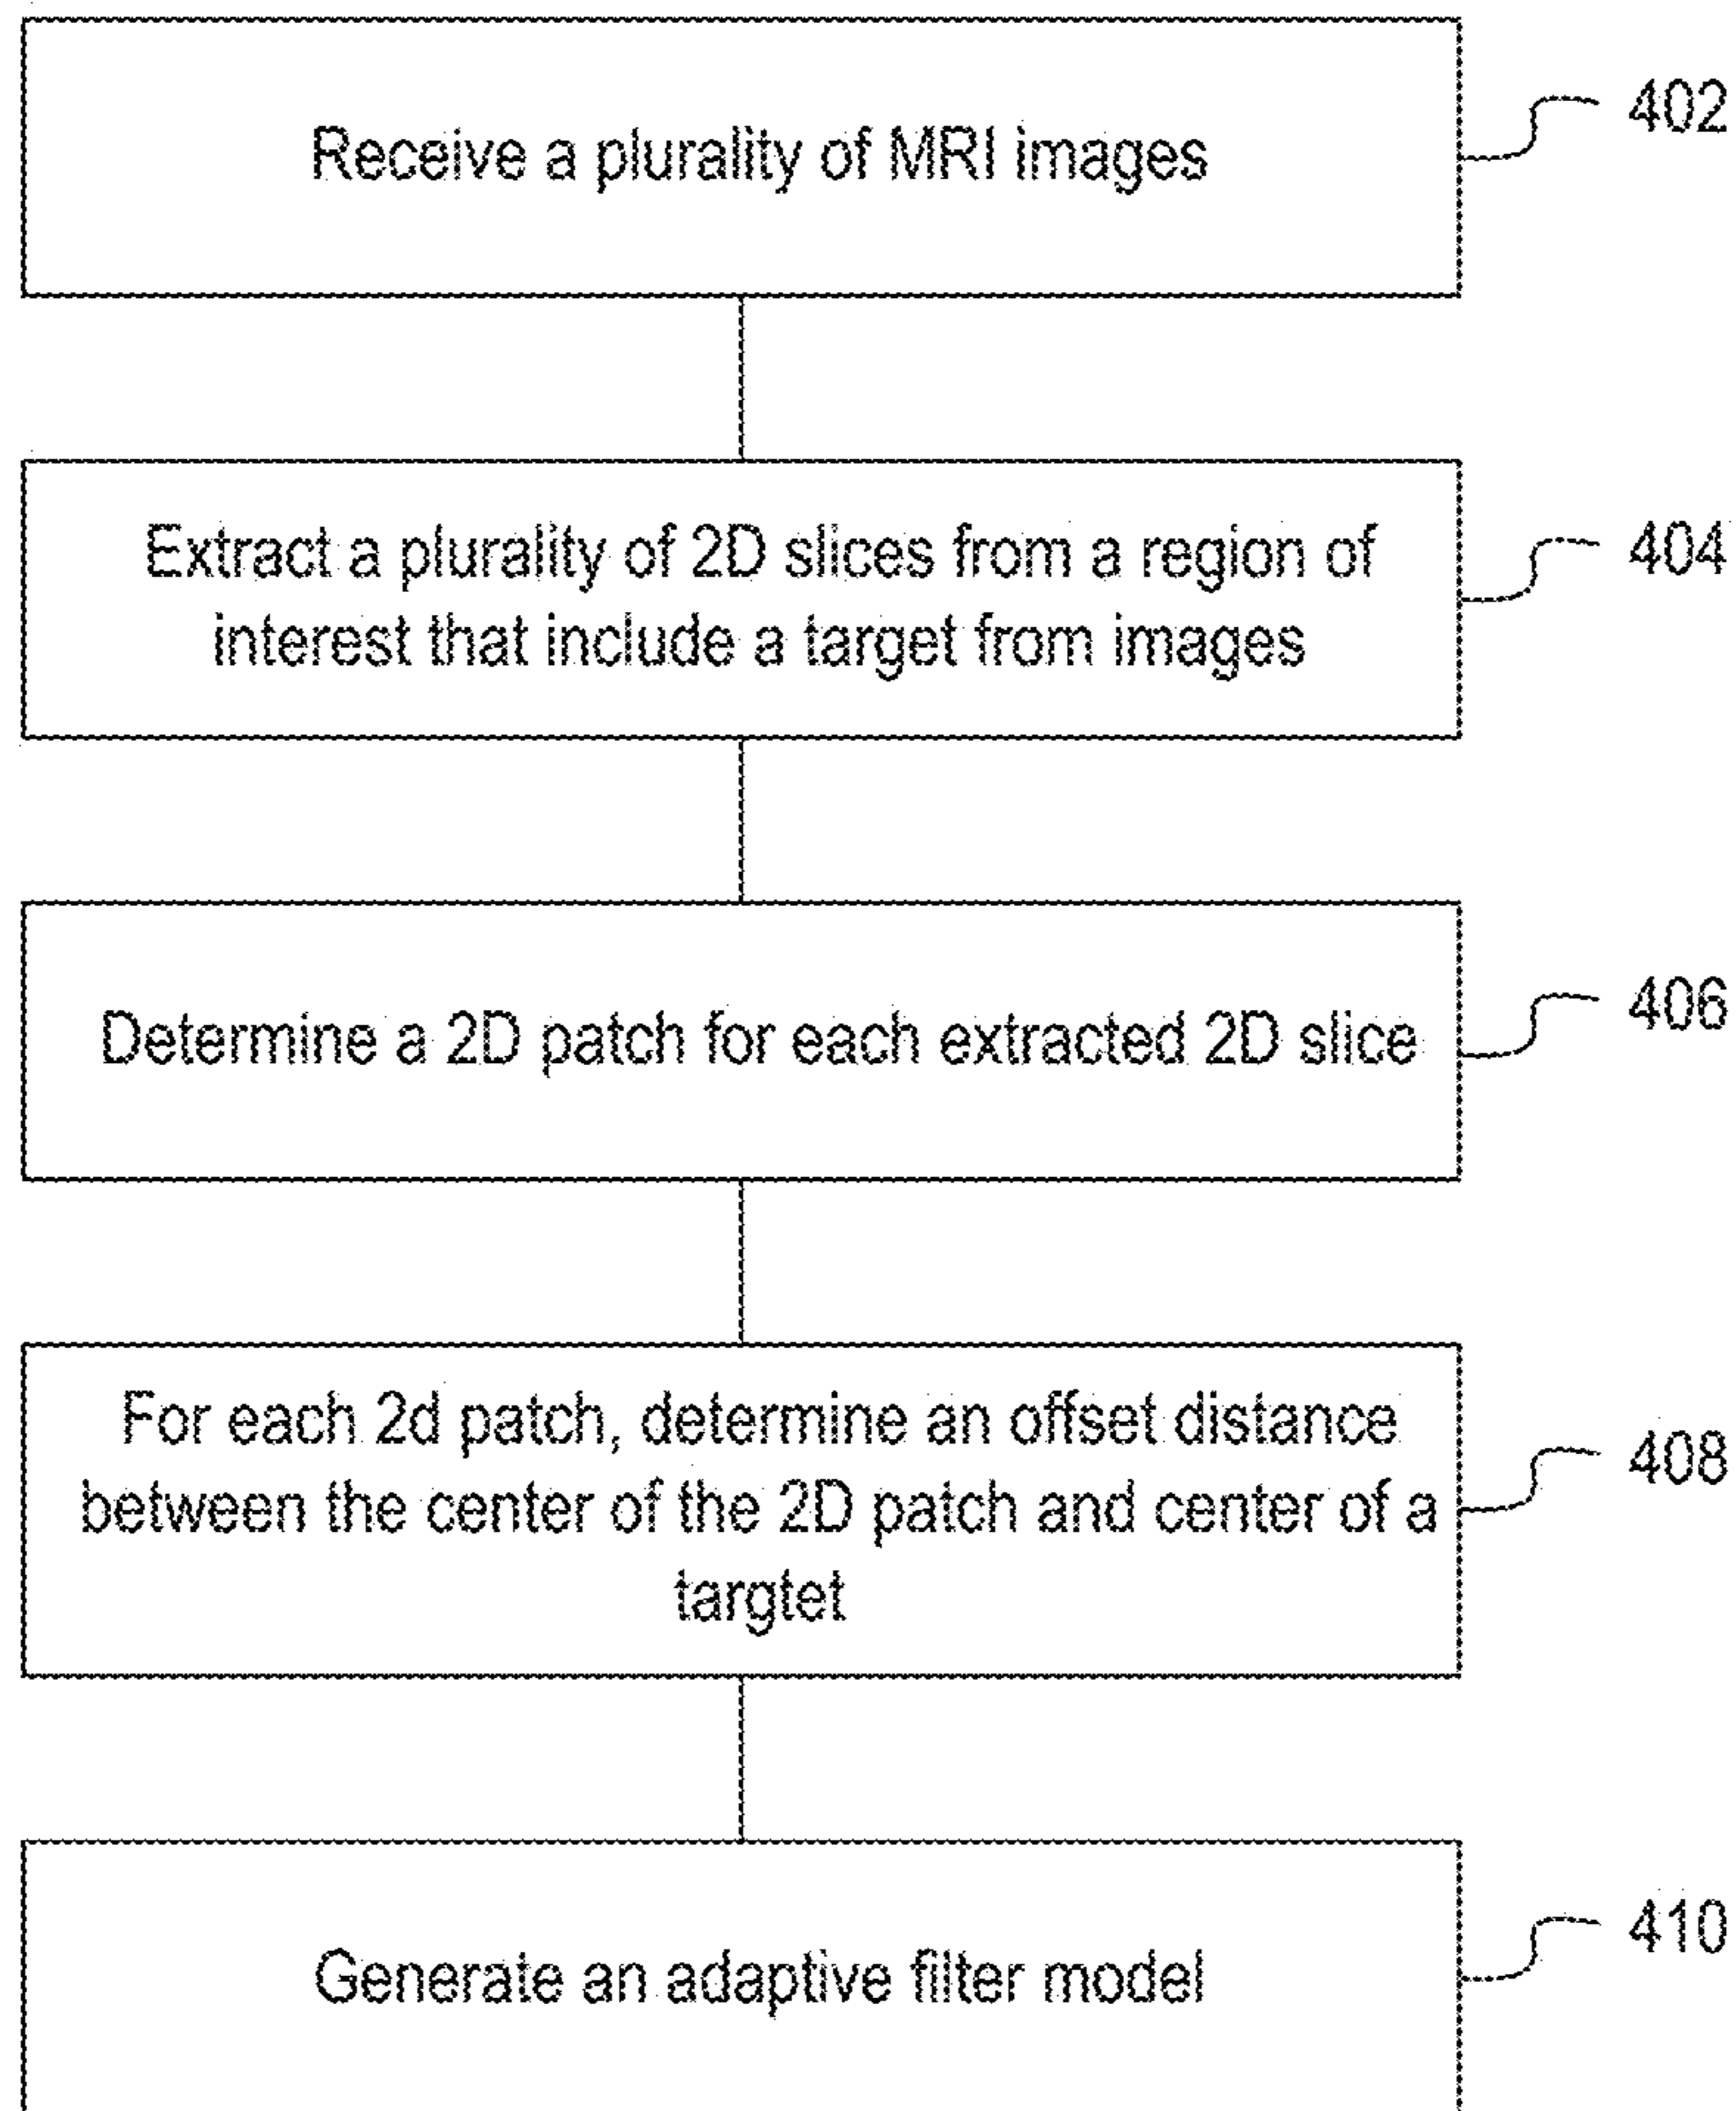 Receive a plurality of MRI images
402
Extract a plurality of 2D slices from a region of
interest that include a target from images
404
Determine a 2D patch for each extracted 2D slice
406
For each 2d patch, determine an offset distance
between the center of the 2D patch and center of a
targtet
408
Generate an adaptive filter model
410